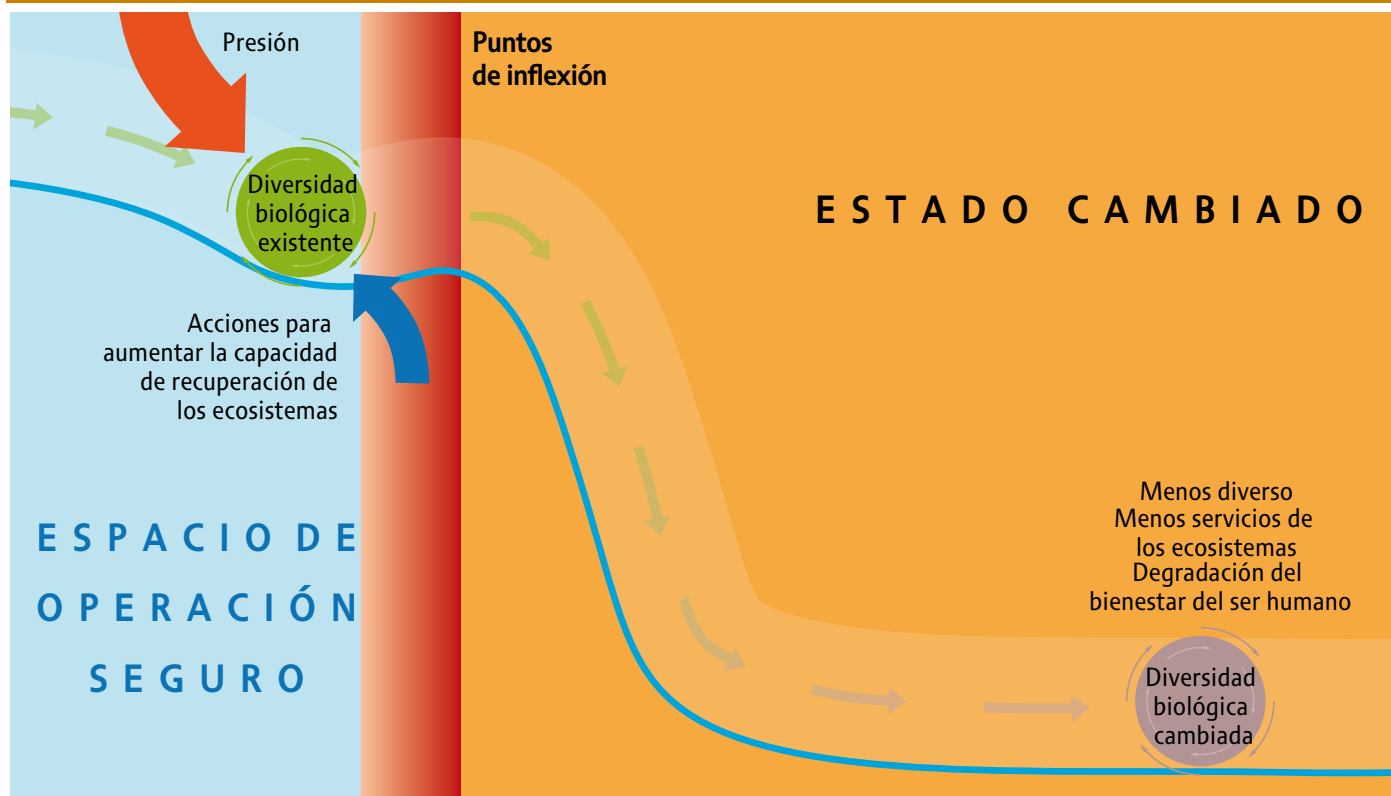 Presión
Puntos
de inflexión
Diversidad
biológica
existente
ESTADO CAMBIADO
Acciones para
aumentar la capacidad
de recuperación de
los ecosistemas
ESPACIO DE
OPERACIÓN
SEGURO
Menos diverso
Menos servicios de
los ecosistemas
Degradación del
bienestar del ser humano
Diversidad
biológica
cambiada